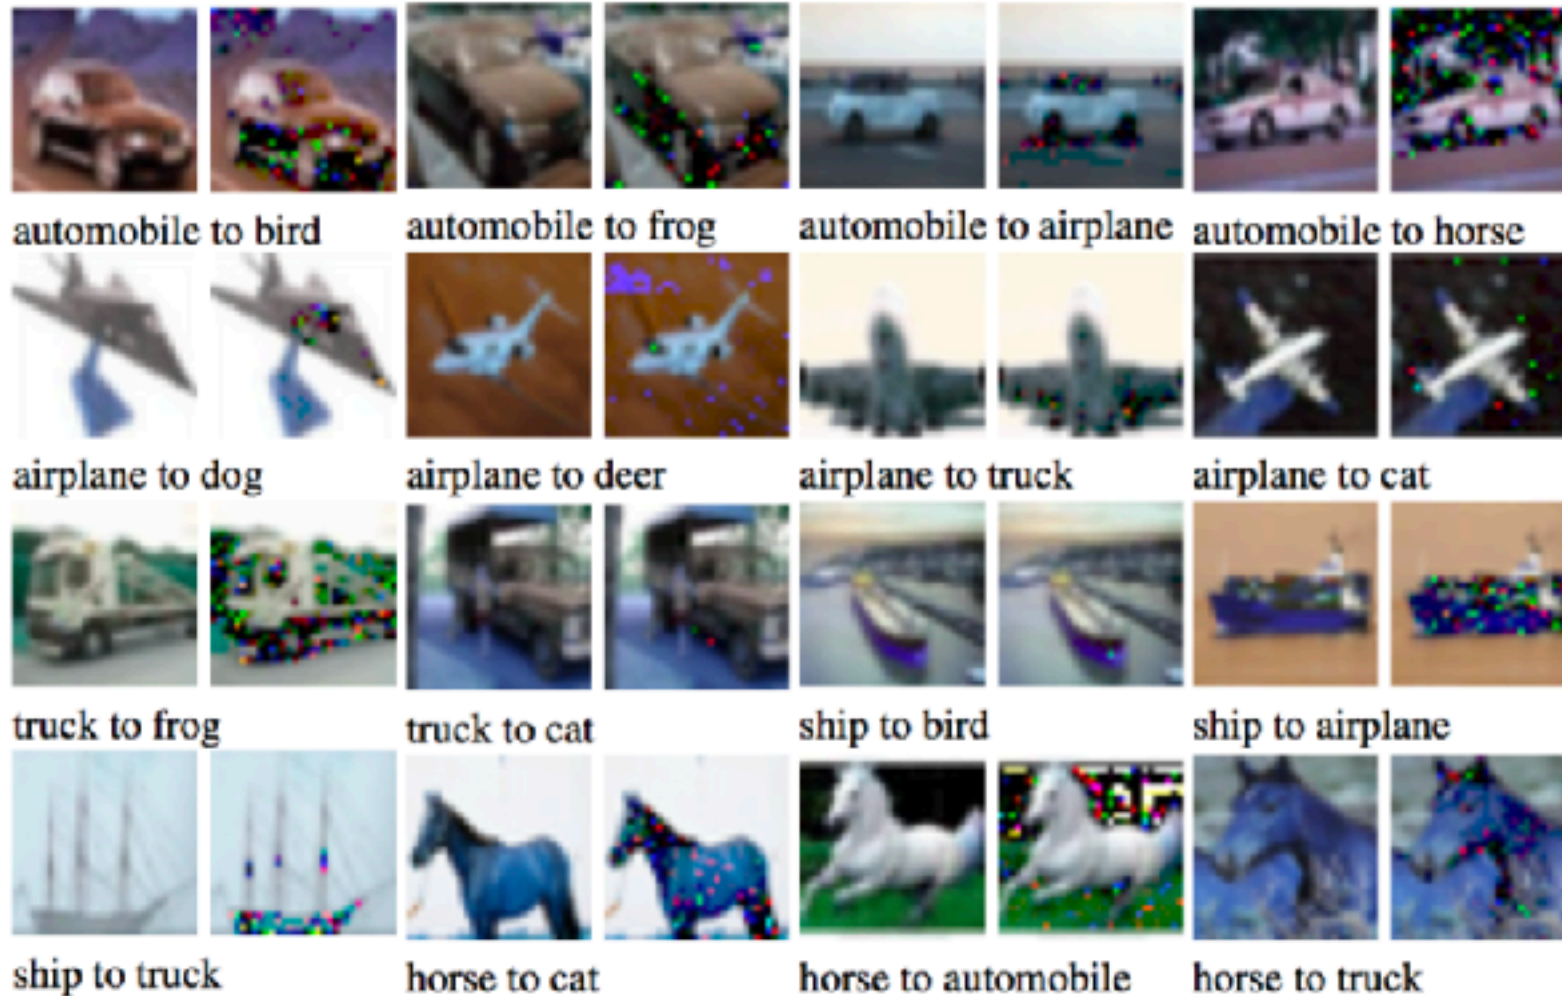 automobile to bird
automobile to frog
automobile to airplane
automobile to horse
airplane to dog
airplane to deer
airplane to truck
airplane to cat
truck to frog
truck to cat
ship to bird
ship to airplane
ship to truck
horse to cat
horse to automobile
horse to truck